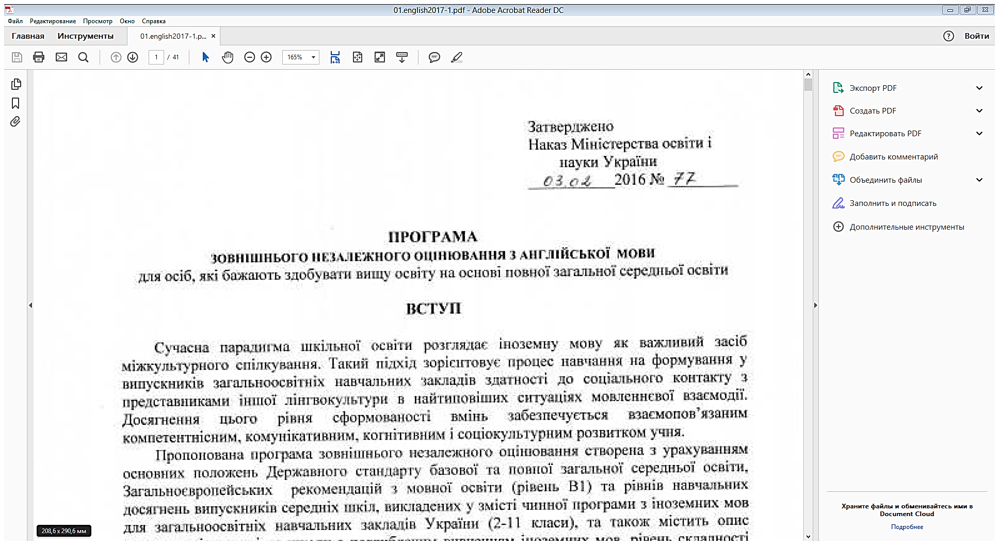 01.english2017-1.pdf - Adobe Acrobat Reader DC
Файл Редактирование Просмотр Окно Справка
Главная Инструменты 01.english2017-1.p... × Войти
1 / 41 165%
Затверджено
Наказ Міністерства освіти і
науки України
03.02 2016 № 77
ПРОГРАМА
ЗОВНІШНЬОГО НЕЗАЛЕЖНОГО ОЦІНЮВАННЯ З АНГЛІЙСЬКОЇ МОВИ
для осіб, які бажають здобувати вищу освіту на основі повної загальної середньої освіти
ВСТУП
Сучасна парадигма шкільної освіти розглядає іноземну мову як важливий засіб
міжкультурного спілкування. Такий підхід зорієнтовує процес навчання на формування у
випускників загальноосвітніх навчальних закладів здатності до соціального контакту з
представниками іншої лінгвокультури в найтиповіших ситуаціях мовленнєвої взаємодії.
Досягнення цього рівня сформованості вмінь забезпечується взаємопов’язаним
компетентнісним, комунікативним, когнітивним і соціокультурним розвитком учня.
Пропонована програма зовнішнього незалежного оцінювання створена з урахуванням
основних положень Державного стандарту базової та повної загальної середньої освіти,
Загальноєвропейських рекомендацій з мовної освіти (рівень В1) та рівнів навчальних
досягнень випускників середніх шкіл, викладених у змісті чинної програми з іноземних мов
для загальноосвітніх навчальних закладів України (2-11 класи), та також містить опис
іноземних мов, рівень складності
208,6 x 290,6 мм
Экспорт PDF
Создать PDF
Редактировать PDF
Добавить комментарий
Объединить файлы
Заполнить и подписать
Дополнительные инструменты
Храните файлы и обменивайтесь ими в
Document Cloud
Подробнее